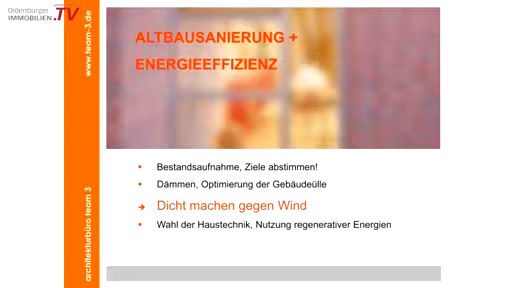 Oldenburger
IMMOBILIEN.TV
www.team-3.de
ALTBAUSANIERUNG +
ENERGIEEFFIZIENZ
Bestandsaufnahme, Ziele abstimmen!
Dämmen, Optimierung der Gebäudeülle
Dicht machen gegen Wind
Wahl der Haustechnik, Nutzung regenerativer Energien
architekturbüro team 3